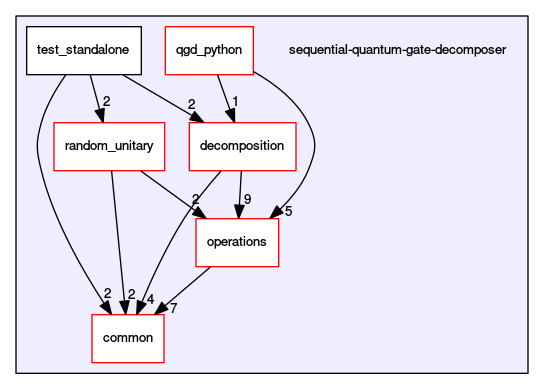 test_standalone
qgd_python
sequential-quantum-gate-decomposer
2
2
1
random_unitary
decomposition
2
9
5
operations
2
2
4
7
common